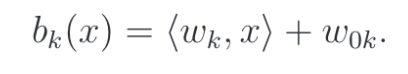 b_k(x) = ⟨w_k, x⟩ + w_{0k}.